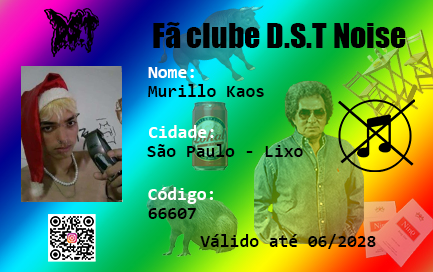 Fã clube D.S.T Noise
Nome:
Murillo Kaos
Cidade:
São Paulo - Lixo
Código:
66607
Válido até 06/2028